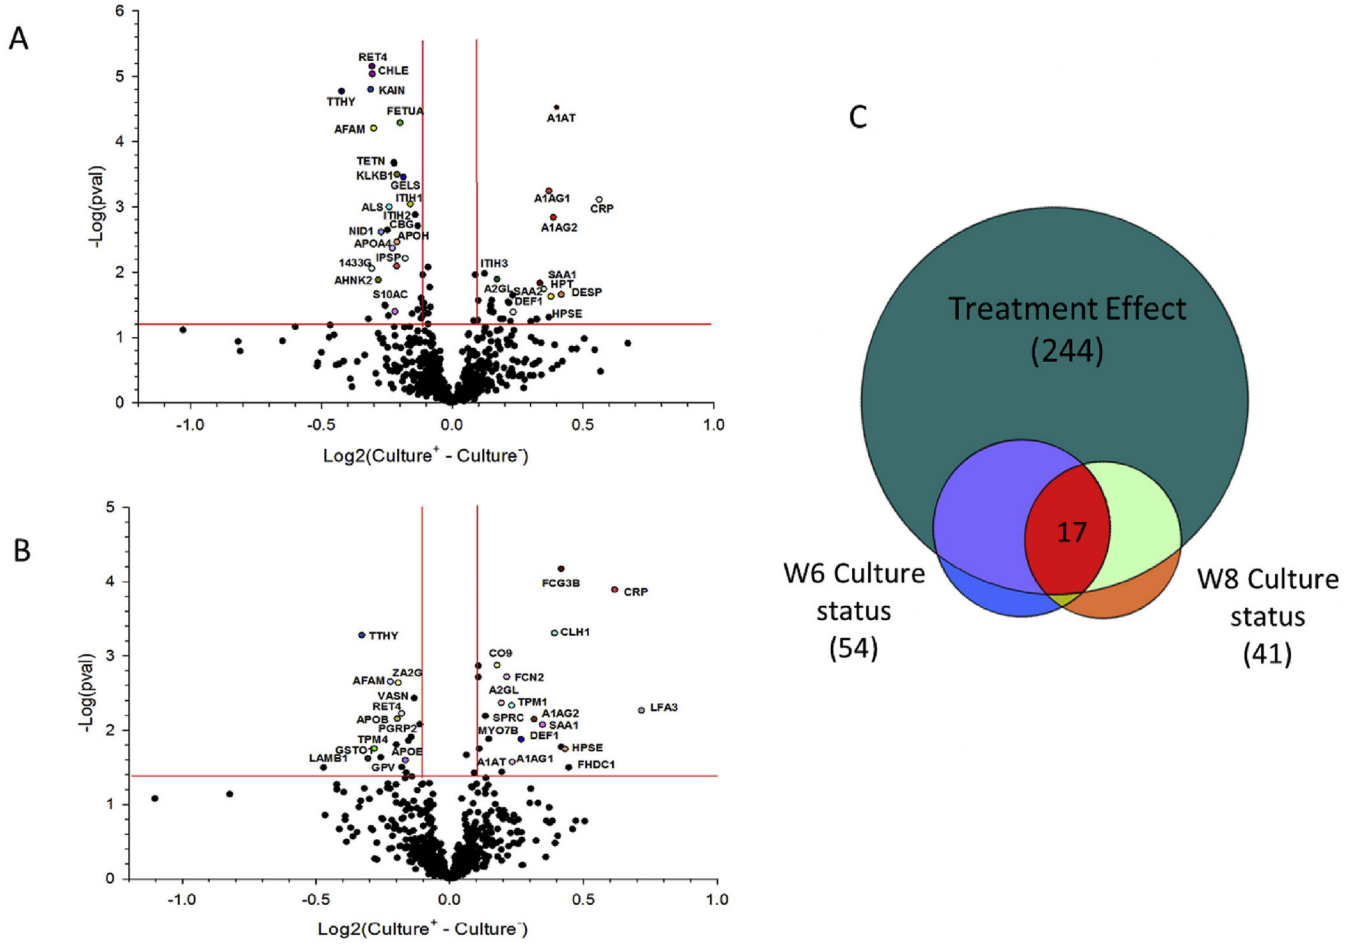 A
6
5
4
3
2
1
0
-Log(pval)
RET4
CHLE
TTHY
KAIN
FETUA
AFAM
TETN
KLKB1
GELS
ITIH1
ALS
ITIH2
CBG
NID1
APOH
APOA4
IPSP
1433G
AHNK2
S10AC
A1AT
A1AG1
CRP
A1AG2
ITIH3
SAA1
A2GL
SAA2
HPT
DESP
DEF1
HPSE
-1.0
-0.5
0.0
0.5
1.0
Log2(Culture+ - Culture-)
B
5
4
3
2
1
0
-Log(pval)
FCG3B
CRP
TTHY
CLH1
CO9
ZA2G
AFAM
FCN2
VASN
A2GL
TPM1
RET4
LFA3
APOB
SPRC
A1AG2
PGRP2
SAA1
MYO7B
DEF1
TPM4
GSTO1
APOE
HPSE
LAMB1
GPV
A1AT
A1AG1
FHDC1
-1.0
-0.5
0.0
0.5
1.0
Log2(Culture+ - Culture-)
C
Treatment Effect
(244)
17
W6 Culture
status
(54)
W8 Culture
status
(41)